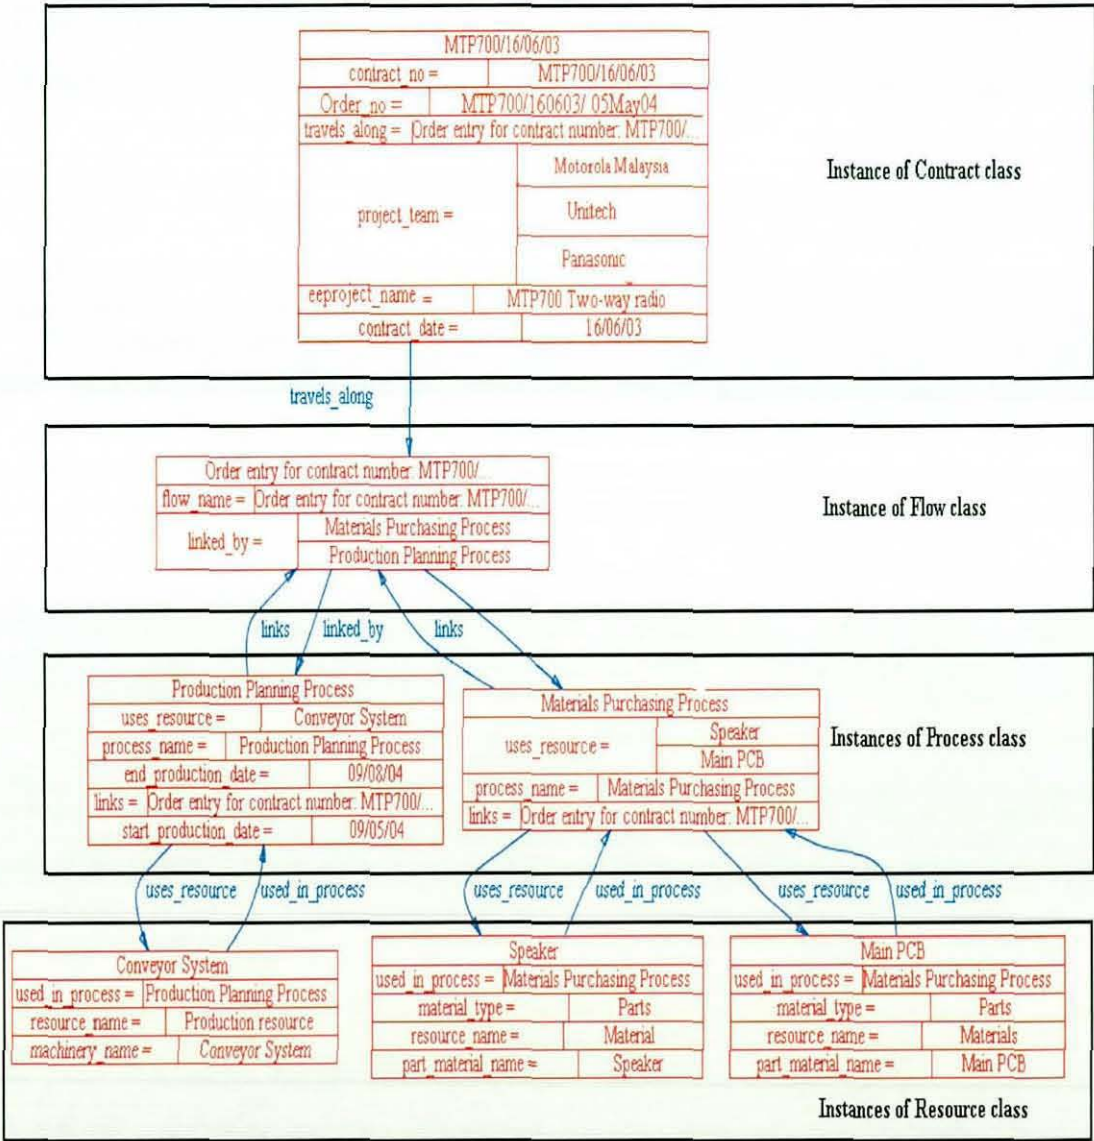 MTP700/16/06/03
contract_no = MTP700/16/06/03
Order_no = MTP700/160603/ 05May04
travels_along = Order entry for contract number: MTP700/...
project_team = Motorola Malaysia
Unitech
Panasonic
eeproject_name = MTP700 Two-way radio
contract_date = 16/06/03
Instance of Contract class
travels_along
Order entry for contract number: MTP700/...
flow_name = Order entry for contract number: MTP700/...
linked_by = Materials Purchasing Process
Production Planning Process
Instance of Flow class
links linked_by links
Production Planning Process
uses_resource = Conveyor System
process_name = Production Planning Process
end_production_date = 09/08/04
links = Order entry for contract number: MTP700/...
start_production_date = 09/05/04
Materials Purchasing Process
uses_resource = Speaker
Main PCB
process_name = Materials Purchasing Process
links = Order entry for contract number: MTP700/...
Instances of Process class
uses_resource used_in_process uses_resource used_in_process uses_resource used_in_process
Conveyor System
used_in_process = Production Planning Process
resource_name = Production resource
machinery_name = Conveyor System
Speaker
used_in_process = Materials Purchasing Process
material_type = Parts
resource_name = Material
part_material_name = Speaker
Main PCB
used_in_process = Materials Purchasing Process
material_type = Parts
resource_name = Materials
part_material_name = Main PCB
Instances of Resource class